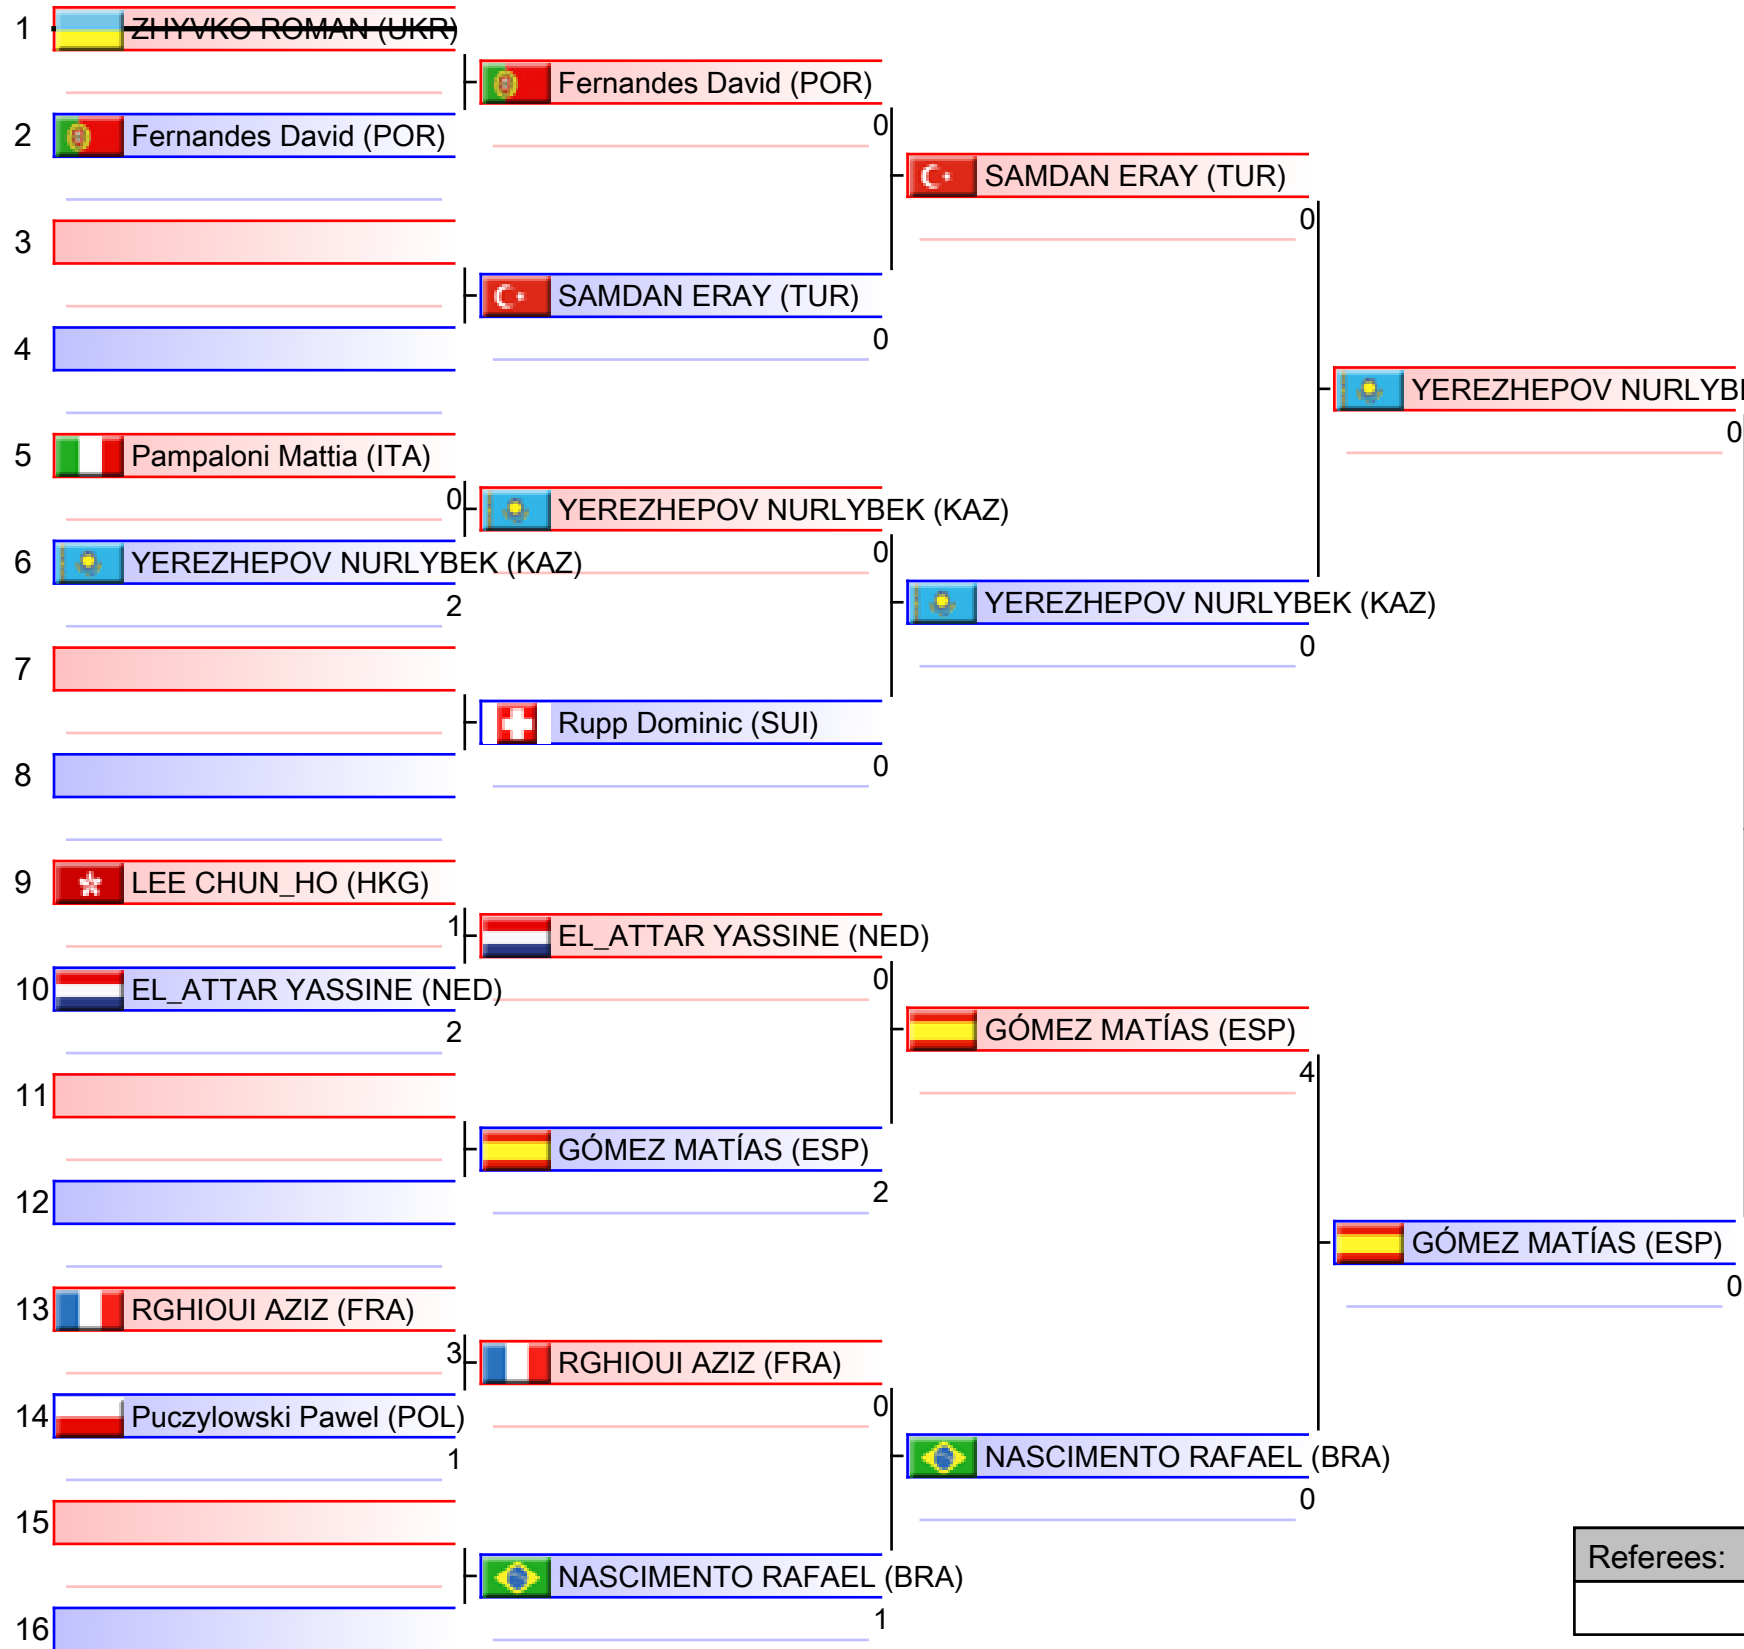 1 ZHYVKO ROMAN (UKR)
Fernandes David (POR)
0
2 Fernandes David (POR)
SAMDAN ERAY (TUR)
0
3
SAMDAN ERAY (TUR)
0
4
YEREZHEPOV NURLYB
0
5 Pampaloni Mattia (ITA)
0
YEREZHEPOV NURLYBEK (KAZ)
0
6 YEREZHEPOV NURLYBEK (KAZ)
2
YEREZHEPOV NURLYBEK (KAZ)
0
7
Rupp Dominic (SUI)
0
8
9 LEE CHUN_HO (HKG)
1
EL_ATTAR YASSINE (NED)
0
10 EL_ATTAR YASSINE (NED)
2
GÓMEZ MATÍAS (ESP)
4
11
GÓMEZ MATÍAS (ESP)
2
12
GÓMEZ MATÍAS (ESP)
0
13 RGHIOUI AZIZ (FRA)
3
RGHIOUI AZIZ (FRA)
0
14 Puczylowski Pawel (POL)
1
NASCIMENTO RAFAEL (BRA)
0
15
NASCIMENTO RAFAEL (BRA)
1
16
Referees: